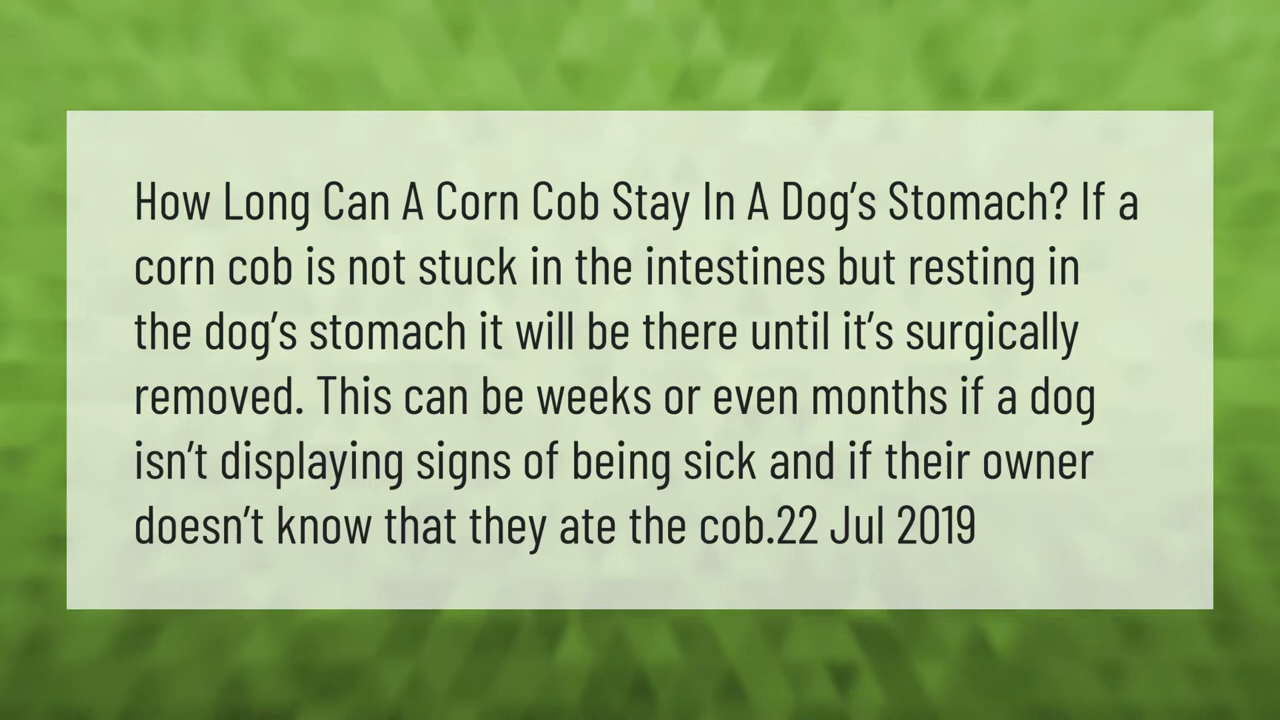 How Long Can A Corn Cob Stay In A Dog’s Stomach? If a
corn cob is not stuck in the intestines but resting in
the dog’s stomach it will be there until it’s surgically
removed. This can be weeks or even months if a dog
isn’t displaying signs of being sick and if their owner
doesn’t know that they ate the cob.22 Jul 2019